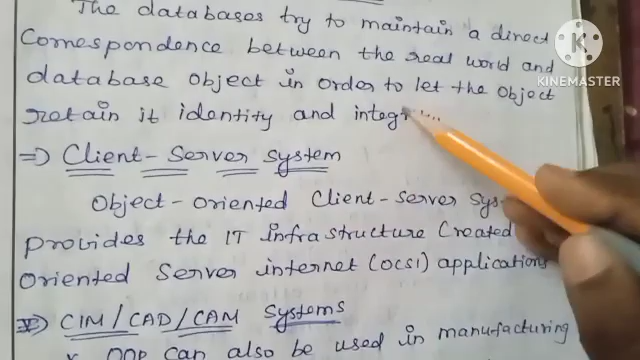 The databases try to maintain a direct
Correspondence between the real world and
database object in order to let the object
retain it identity and
⇒ Client-Server system
Object-oriented Client-Server
provides the IT infrastructure Created
Oriented Server internet (OCSI) applications
CIM/CAD/CAM Systems
OOP can also be used in manufacturing
K
KINEMASTER